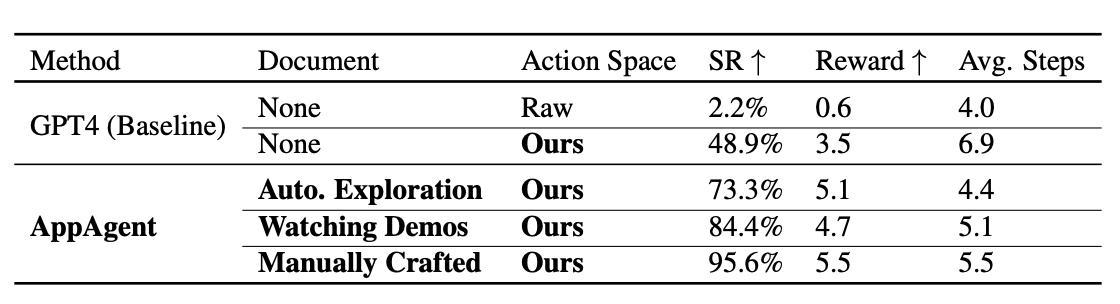 Method Document Action Space SR ↑ Reward ↑ Avg. Steps
GPT4 (Baseline) None Raw 2.2% 0.6 4.0
None Ours 48.9% 3.5 6.9
AppAgent Auto. Exploration Ours 73.3% 5.1 4.4
Watching Demos Ours 84.4% 4.7 5.1
Manually Crafted Ours 95.6% 5.5 5.5